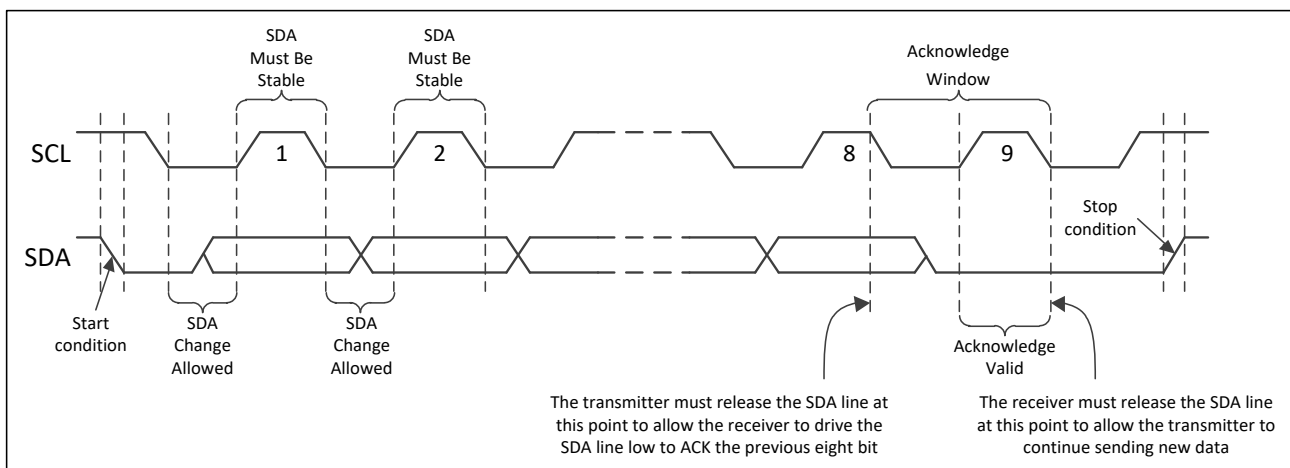 SDA
Must Be
Stable
SDA
Must Be
Stable
Acknowledge
Window
SCL
1
2
8
9
SDA
Stop
condition
Start
condition
SDA
Change
Allowed
SDA
Change
Allowed
Acknowledge
Valid
The transmitter must release the SDA line at
this point to allow the receiver to drive the
SDA line low to ACK the previous eight bit
The receiver must release the SDA line
at this point to allow the transmitter to
continue sending new data